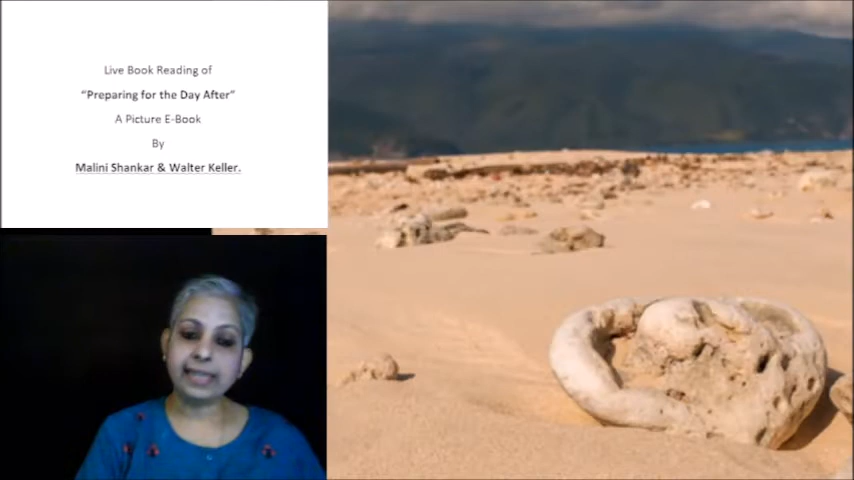 Live Book Reading of
“Preparing for the Day After”
A Picture E-Book
By
Malini Shankar & Walter Keller.